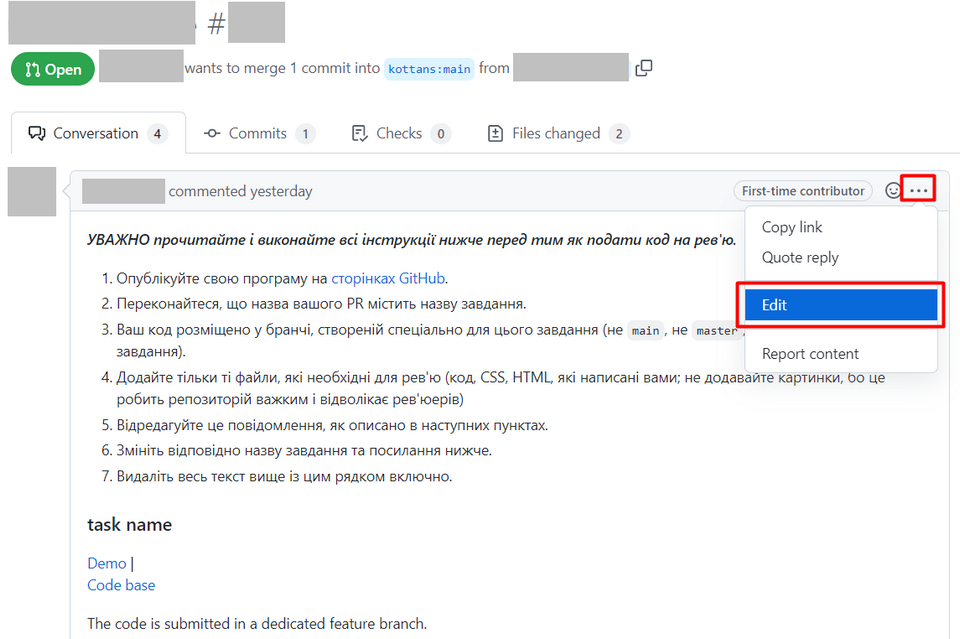 #
Open wants to merge 1 commit into kottans:main from
Conversation 4 Commits 1 Checks 0 Files changed 2
commented yesterday First-time contributor
Copy link
Quote reply
Edit
Report content
УВАЖНО прочитайте і виконайте всі інструкції нижче перед тим як подати код на рев'ю.
1. Опублікуйте свою програму на сторінках GitHub.
2. Переконайтеся, що назва вашого PR містить назву завдання.
3. Ваш код розміщено у бранчі, створеній спеціально для цього завдання (не main, не master,
завдання).
4. Додайте тільки ті файли, які необхідні для рев'ю (код, CSS, HTML, які написані вами; не додавайте картинки, бо це
робить репозиторій важким і відволікає рев'юерів)
5. Відредагуйте це повідомлення, як описано в наступних пунктах.
6. Змініть відповідно назву завдання та посилання нижче.
7. Видаліть весь текст вище із цим рядком включно.
task name
Demo |
Code base
The code is submitted in a dedicated feature branch.